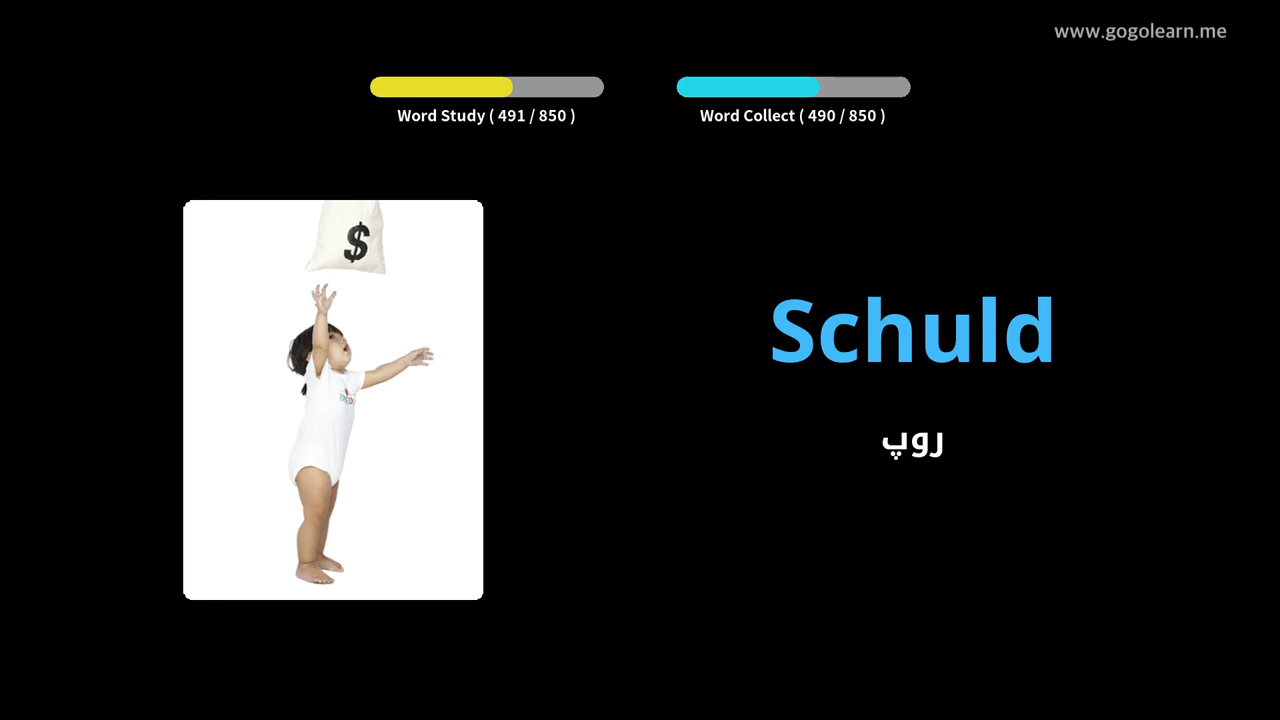 www.gogolearn.me
Word Study ( 491 / 850 )
Word Collect ( 490 / 850 )
$
Schuld
روپ